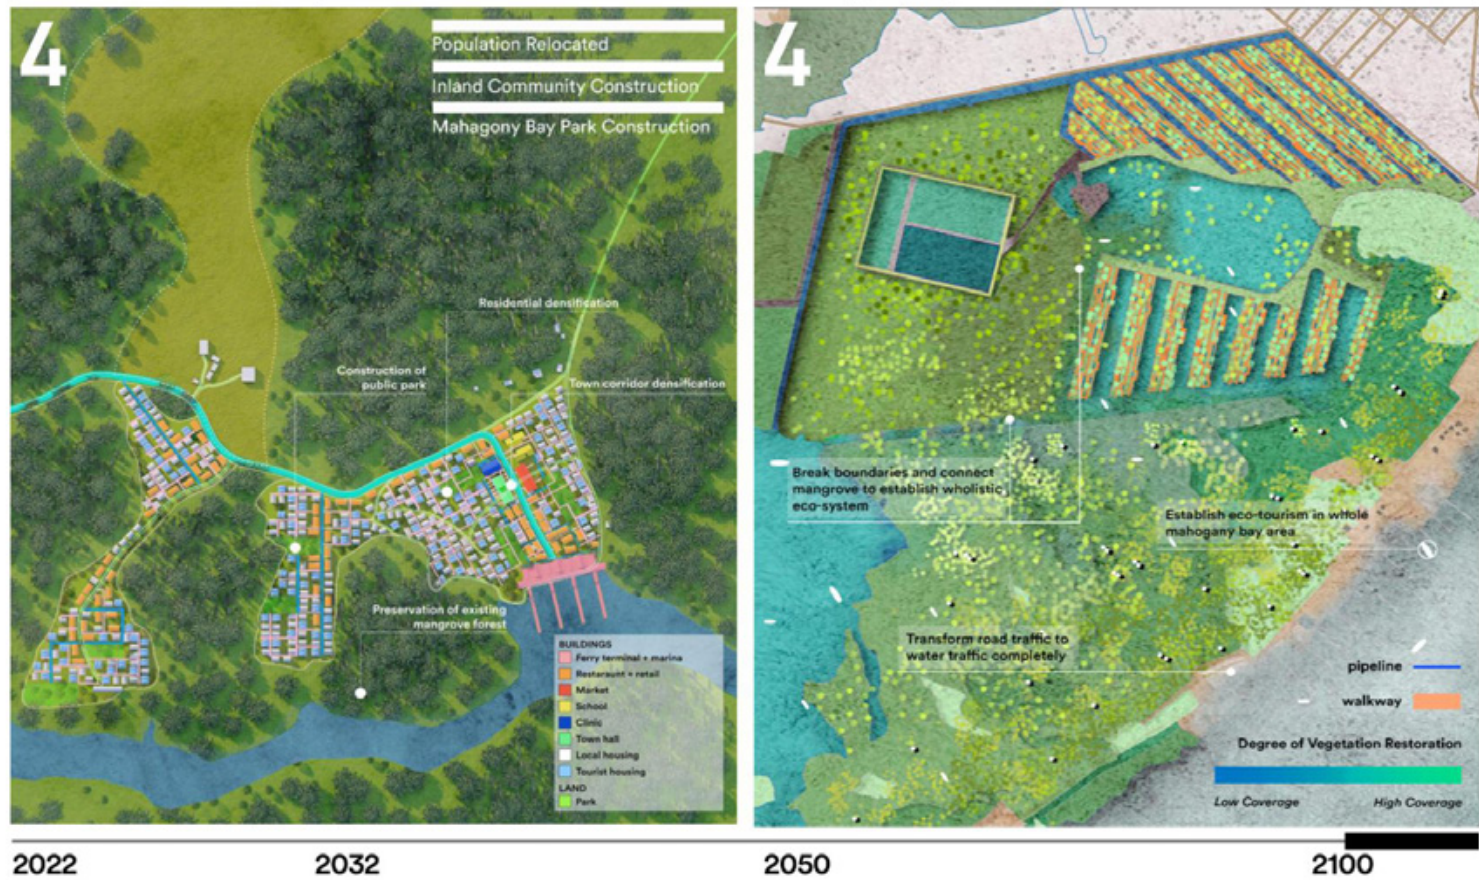 4
Population Relocated
Inland Community Construction
Mahagony Bay Park Construction
Residential densification
Construction of
public park
Town corridor densification
Preservation of existing
mangrove forest
BUILDINGS
Ferry terminal + marina
Restaraunt + retail
Market
School
Clinic
Town hall
Local housing
Tourist housing
LAND
Park
4
Break boundaries and connect
mangrove to establish wholistic
eco-system
Establish eco-tourism in whole
mahogany bay area
Transform road traffic to
water traffic completely
pipeline
walkway
Degree of Vegetation Restoration
Low Coverage
High Coverage
2022
2032
2050
2100